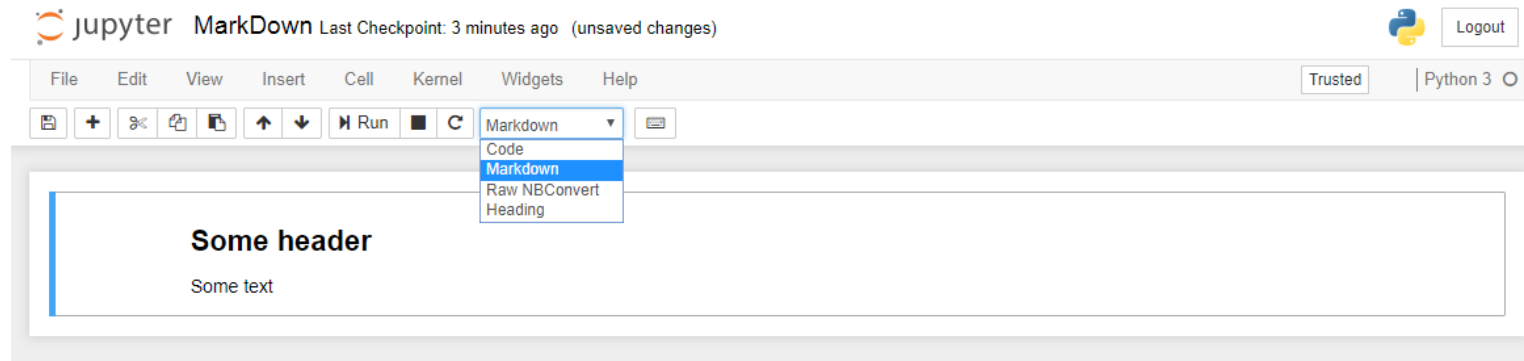 jupyter MarkDown Last Checkpoint: 3 minutes ago (unsaved changes) Logout
File Edit View Insert Cell Kernel Widgets Help Trusted Python 3
Run Markdown
Code
Markdown
Raw NBConvert
Heading
Some header
Some text